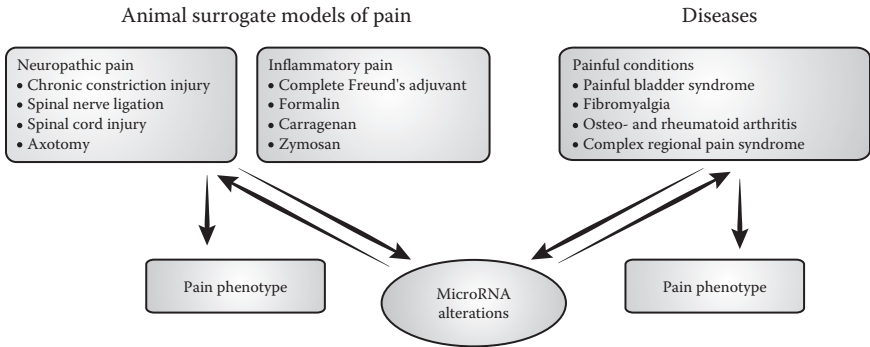 Animal surrogate models of pain
Diseases
Neuropathic pain
• Chronic constriction injury
• Spinal nerve ligation
• Spinal cord injury
• Axotomy
Inflammatory pain
• Complete Freund's adjuvant
• Formalin
• Carragenan
• Zymosan
Painful conditions
• Painful bladder syndrome
• Fibromyalgia
• Osteo- and rheumatoid arthritis
• Complex regional pain syndrome
Pain phenotype
MicroRNA
alterations
Pain phenotype